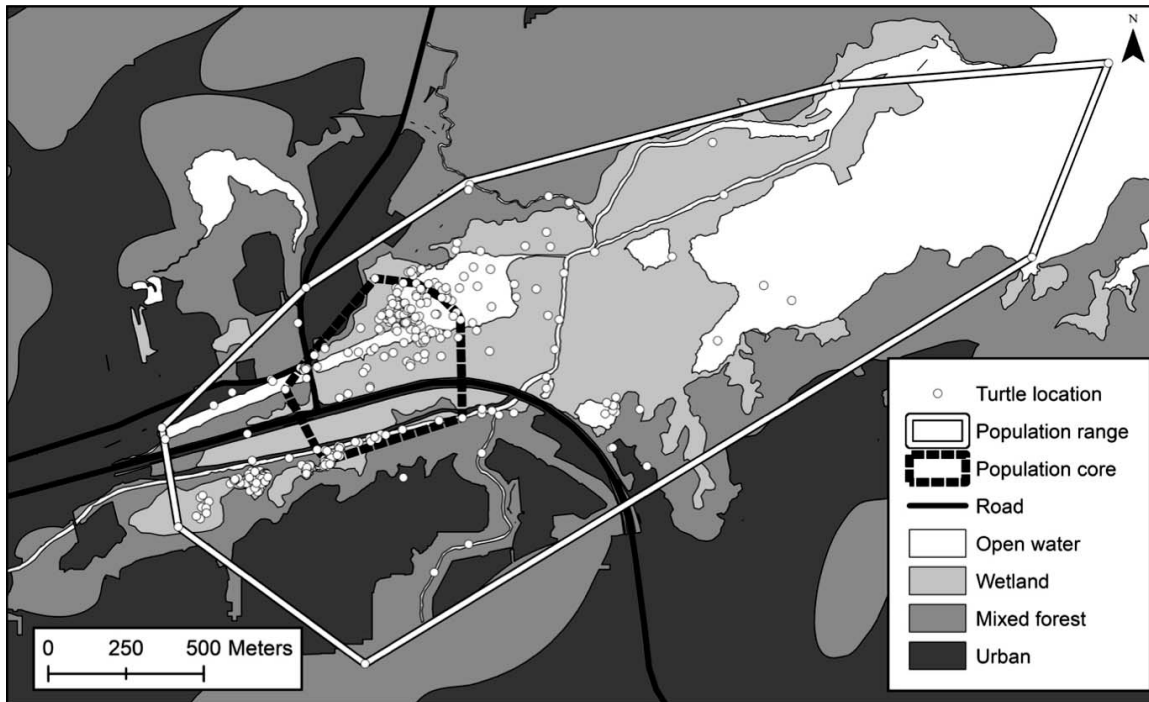 N
Turtle location
Population range
Population core
Road
Open water
Wetland
Mixed forest
Urban
0 250 500 Meters